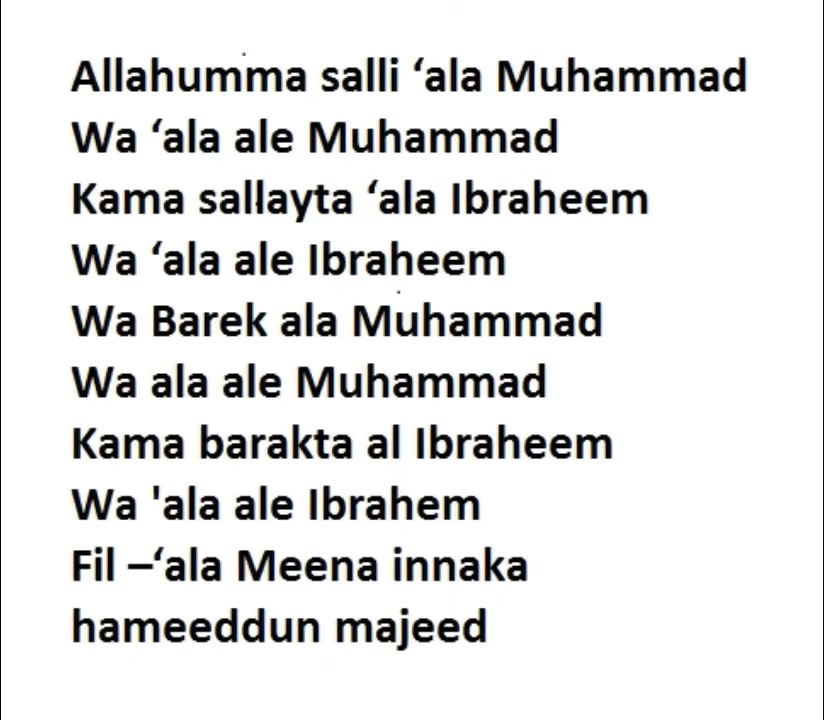 Allahumma salli ‘ala Muhammad
Wa ‘ala ale Muhammad
Kama sallayta ‘ala Ibraheem
Wa ‘ala ale Ibraheem
Wa Barek ala Muhammad
Wa ala ale Muhammad
Kama barakta al Ibraheem
Wa 'ala ale Ibrahem
Fil –‘ala Meena innaka
hameeddun majeed